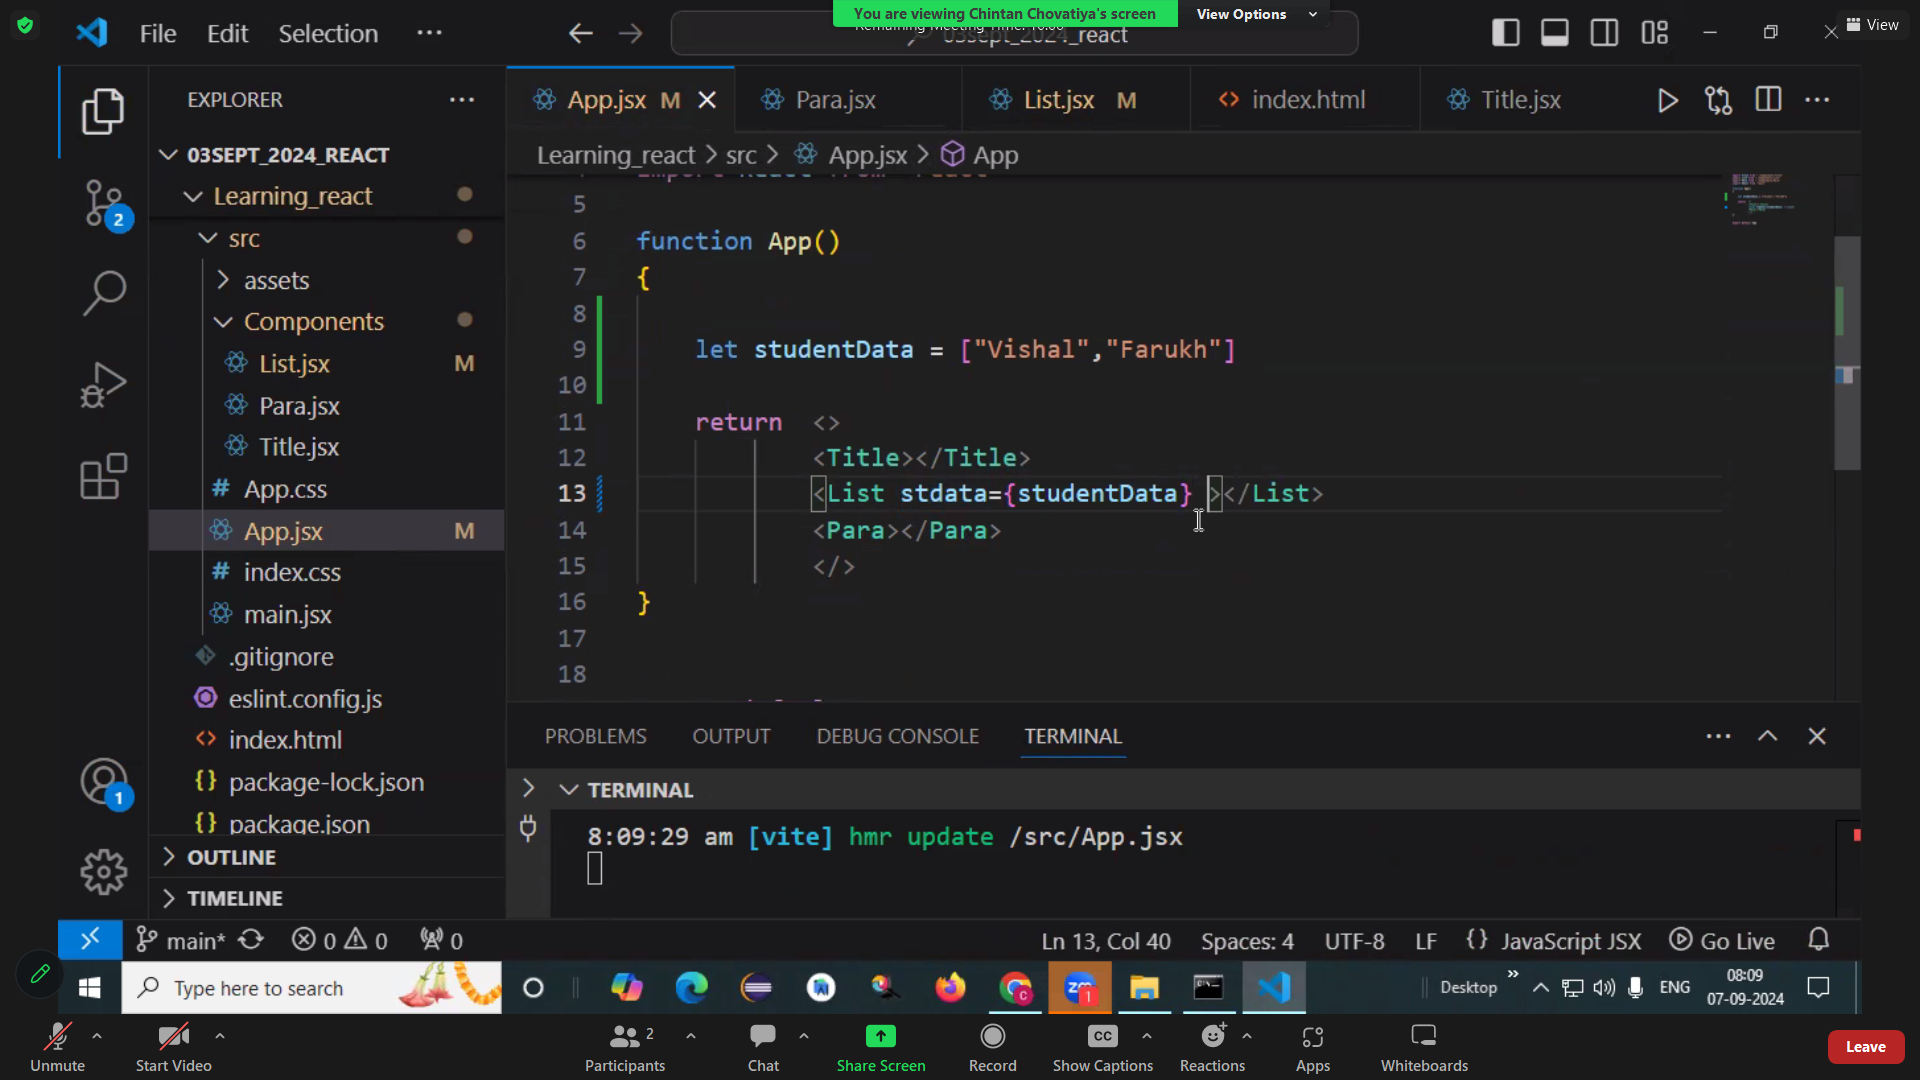 You are viewing Chintan Chovatiya's screen
View Options
View
File Edit Selection ···
03sept_2024_react
EXPLORER
03SEPT_2024_REACT
Learning_react
src
assets
Components
List.jsx M
Para.jsx
Title.jsx
App.css
App.jsx M
index.css
main.jsx
.gitignore
eslint.config.js
index.html
package-lock.json
package.json
OUTLINE
TIMELINE
App.jsx M
Para.jsx
List.jsx M
index.html
Title.jsx
Learning_react > src > App.jsx > App
5
6 function App()
7 {
8
9 let studentData = ["Vishal","Farukh"]
10
11 return <>
12 <Title></Title>
13 <List stdata={studentData} ></List>
14 <Para></Para>
15 </>
16 }
17
18
PROBLEMS OUTPUT DEBUG CONSOLE TERMINAL
TERMINAL
8:09:29 am [vite] hmr update /src/App.jsx
2
1
main* 0 0 0
Ln 13, Col 40 Spaces: 4 UTF-8 LF {} JavaScript JSX Go Live
Type here to search
zm
1
Desktop
ENG
08:09
07-09-2024
Unmute
Start Video
Participants 2
Chat
Share Screen
Record
CC
Show Captions
Reactions
Apps
Whiteboards
Leave